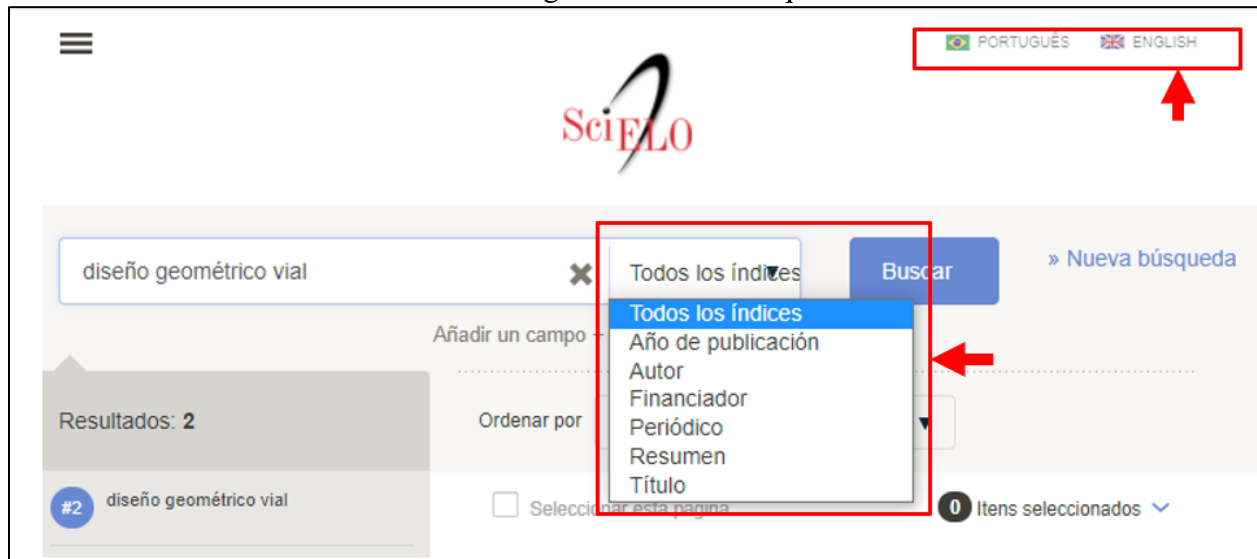 PORTUGUÊS ENGLISH
SciELO
diseño geométrico vial
Todos los índices
Buscar
» Nueva búsqueda
Todos los índices
Año de publicación
Autor
Financiador
Periódico
Resumen
Título
Añadir un campo +
Resultados: 2
Ordenar por
#2 diseño geométrico vial
Seleccionar esta página
0 Itens seleccionados